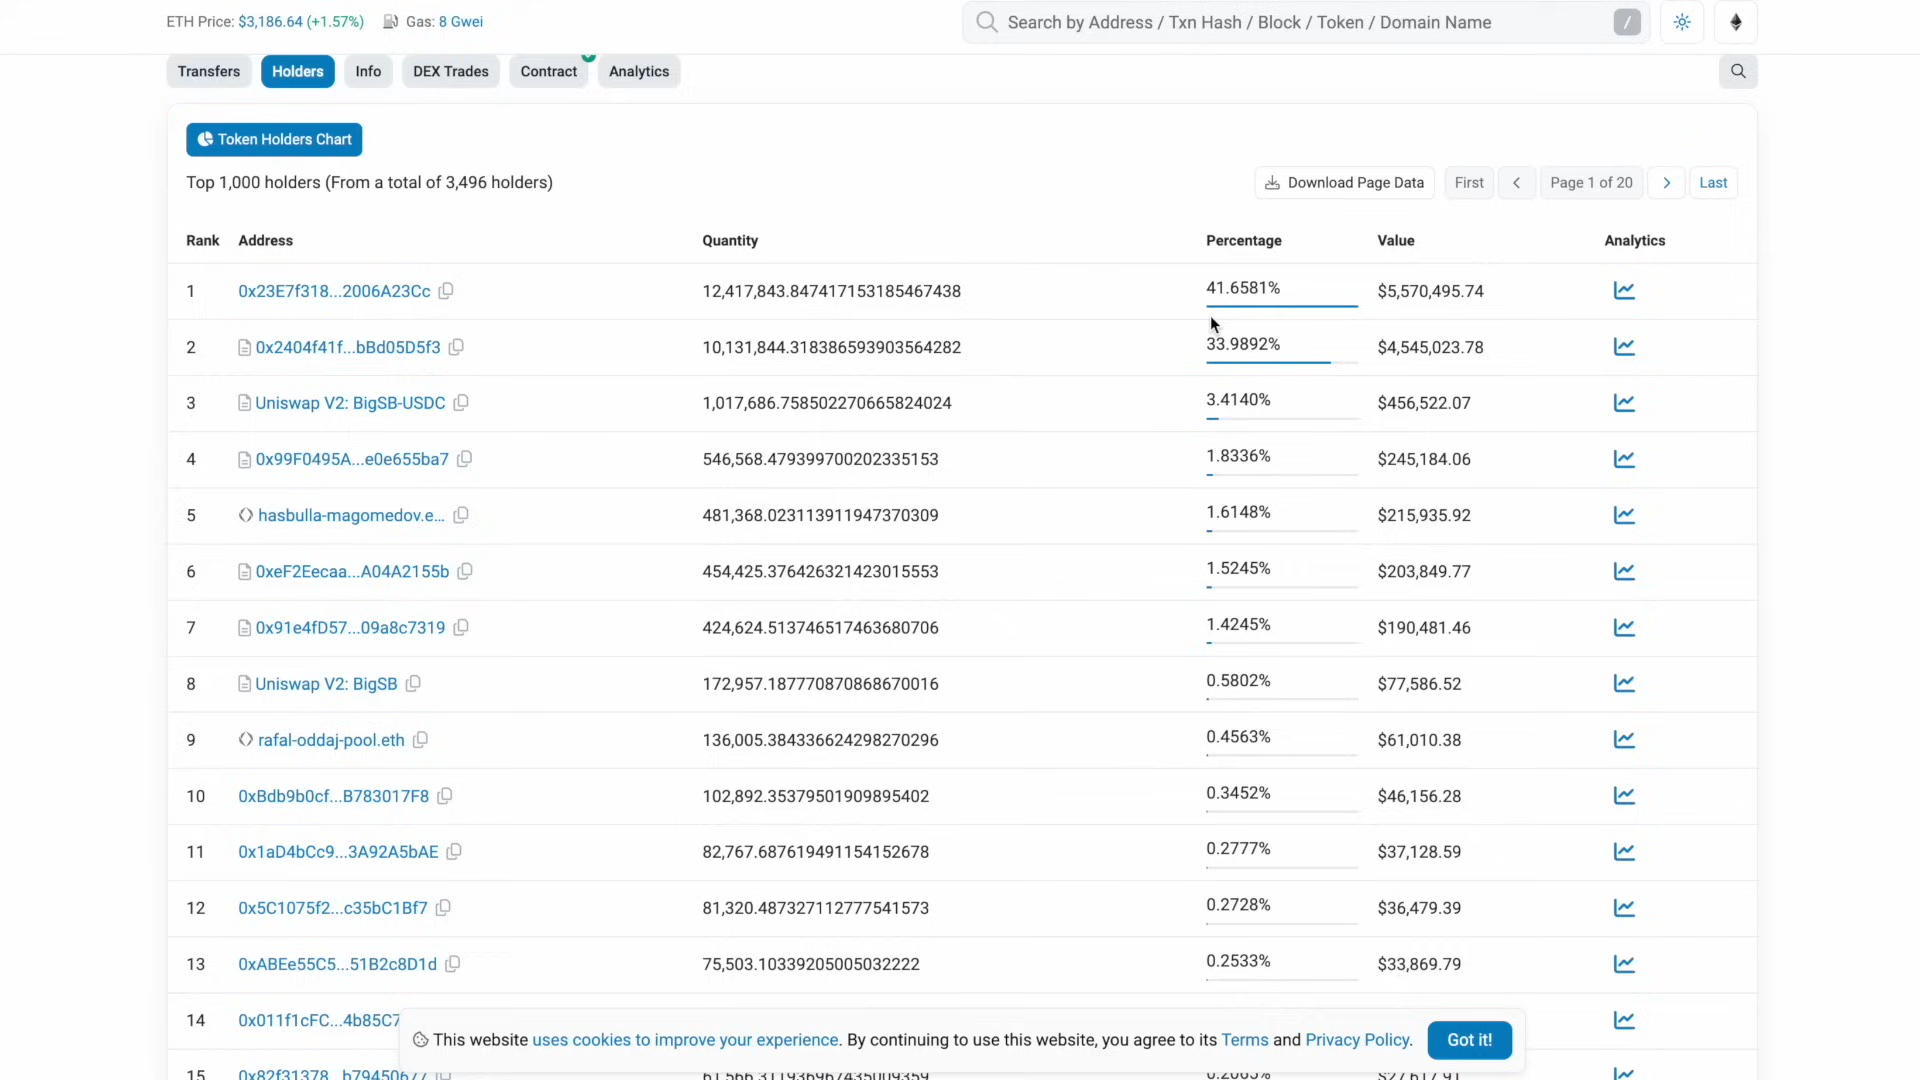 ETH Price: $3,186.64 (+1.57%) Gas: 8 Gwei
Search by Address / Txn Hash / Block / Token / Domain Name /
Transfers Holders Info DEX Trades Contract Analytics
Token Holders Chart
Top 1,000 holders (From a total of 3,496 holders) Download Page Data First Page 1 of 20 Last
Rank Address Quantity Percentage Value Analytics
1 0x23E7f318...2006A23Cc 12,417,843.847417153185467438 41.6581% $5,570,495.74
2 0x2404f41f...bBd05D5f3 10,131,844.318386593903564282 33.9892% $4,545,023.78
3 Uniswap V2: BigSB-USDC 1,017,686.758502270665824024 3.4140% $456,522.07
4 0x99F0495A...e0e655ba7 546,568.479399700202335153 1.8336% $245,184.06
5 hasbulla-magomedov.e... 481,368.023113911947370309 1.6148% $215,935.92
6 0xeF2Eecaa...A04A2155b 454,425.376426321423015553 1.5245% $203,849.77
7 0x91e4fD57...09a8c7319 424,624.513746517463680706 1.4245% $190,481.46
8 Uniswap V2: BigSB 172,957.187770870868670016 0.5802% $77,586.52
9 rafal-oddaj-pool.eth 136,005.384336624298270296 0.4563% $61,010.38
10 0xBdb9b0cf...B783017F8 102,892.35379501909895402 0.3452% $46,156.28
11 0x1aD4bCc9...3A92A5bAE 82,767.687619491154152678 0.2777% $37,128.59
12 0x5C1075f2...c35bC1Bf7 81,320.487327112777541573 0.2728% $36,479.39
13 0xABEe55C5...51B2c8D1d 75,503.10339205005032222 0.2533% $33,869.79
14 0x011f1cFC...4b85C7
This website uses cookies to improve your experience. By continuing to use this website, you agree to its Terms and Privacy Policy. Got it!
15 0x82f31378...b79450677